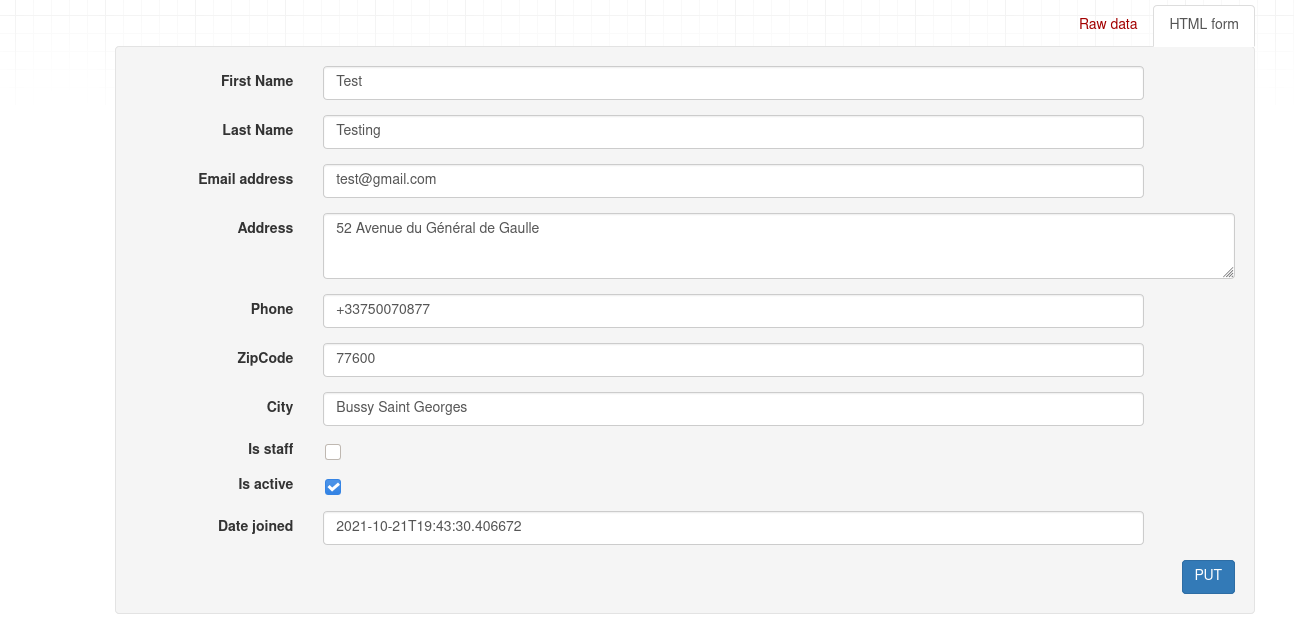 Raw data HTML form
First Name Test
Last Name Testing
Email address test@gmail.com
Address 52 Avenue du Général de Gaulle
Phone +33750070877
ZipCode 77600
City Bussy Saint Georges
Is staff
Is active
Date joined 2021-10-21T19:43:30.406672
PUT